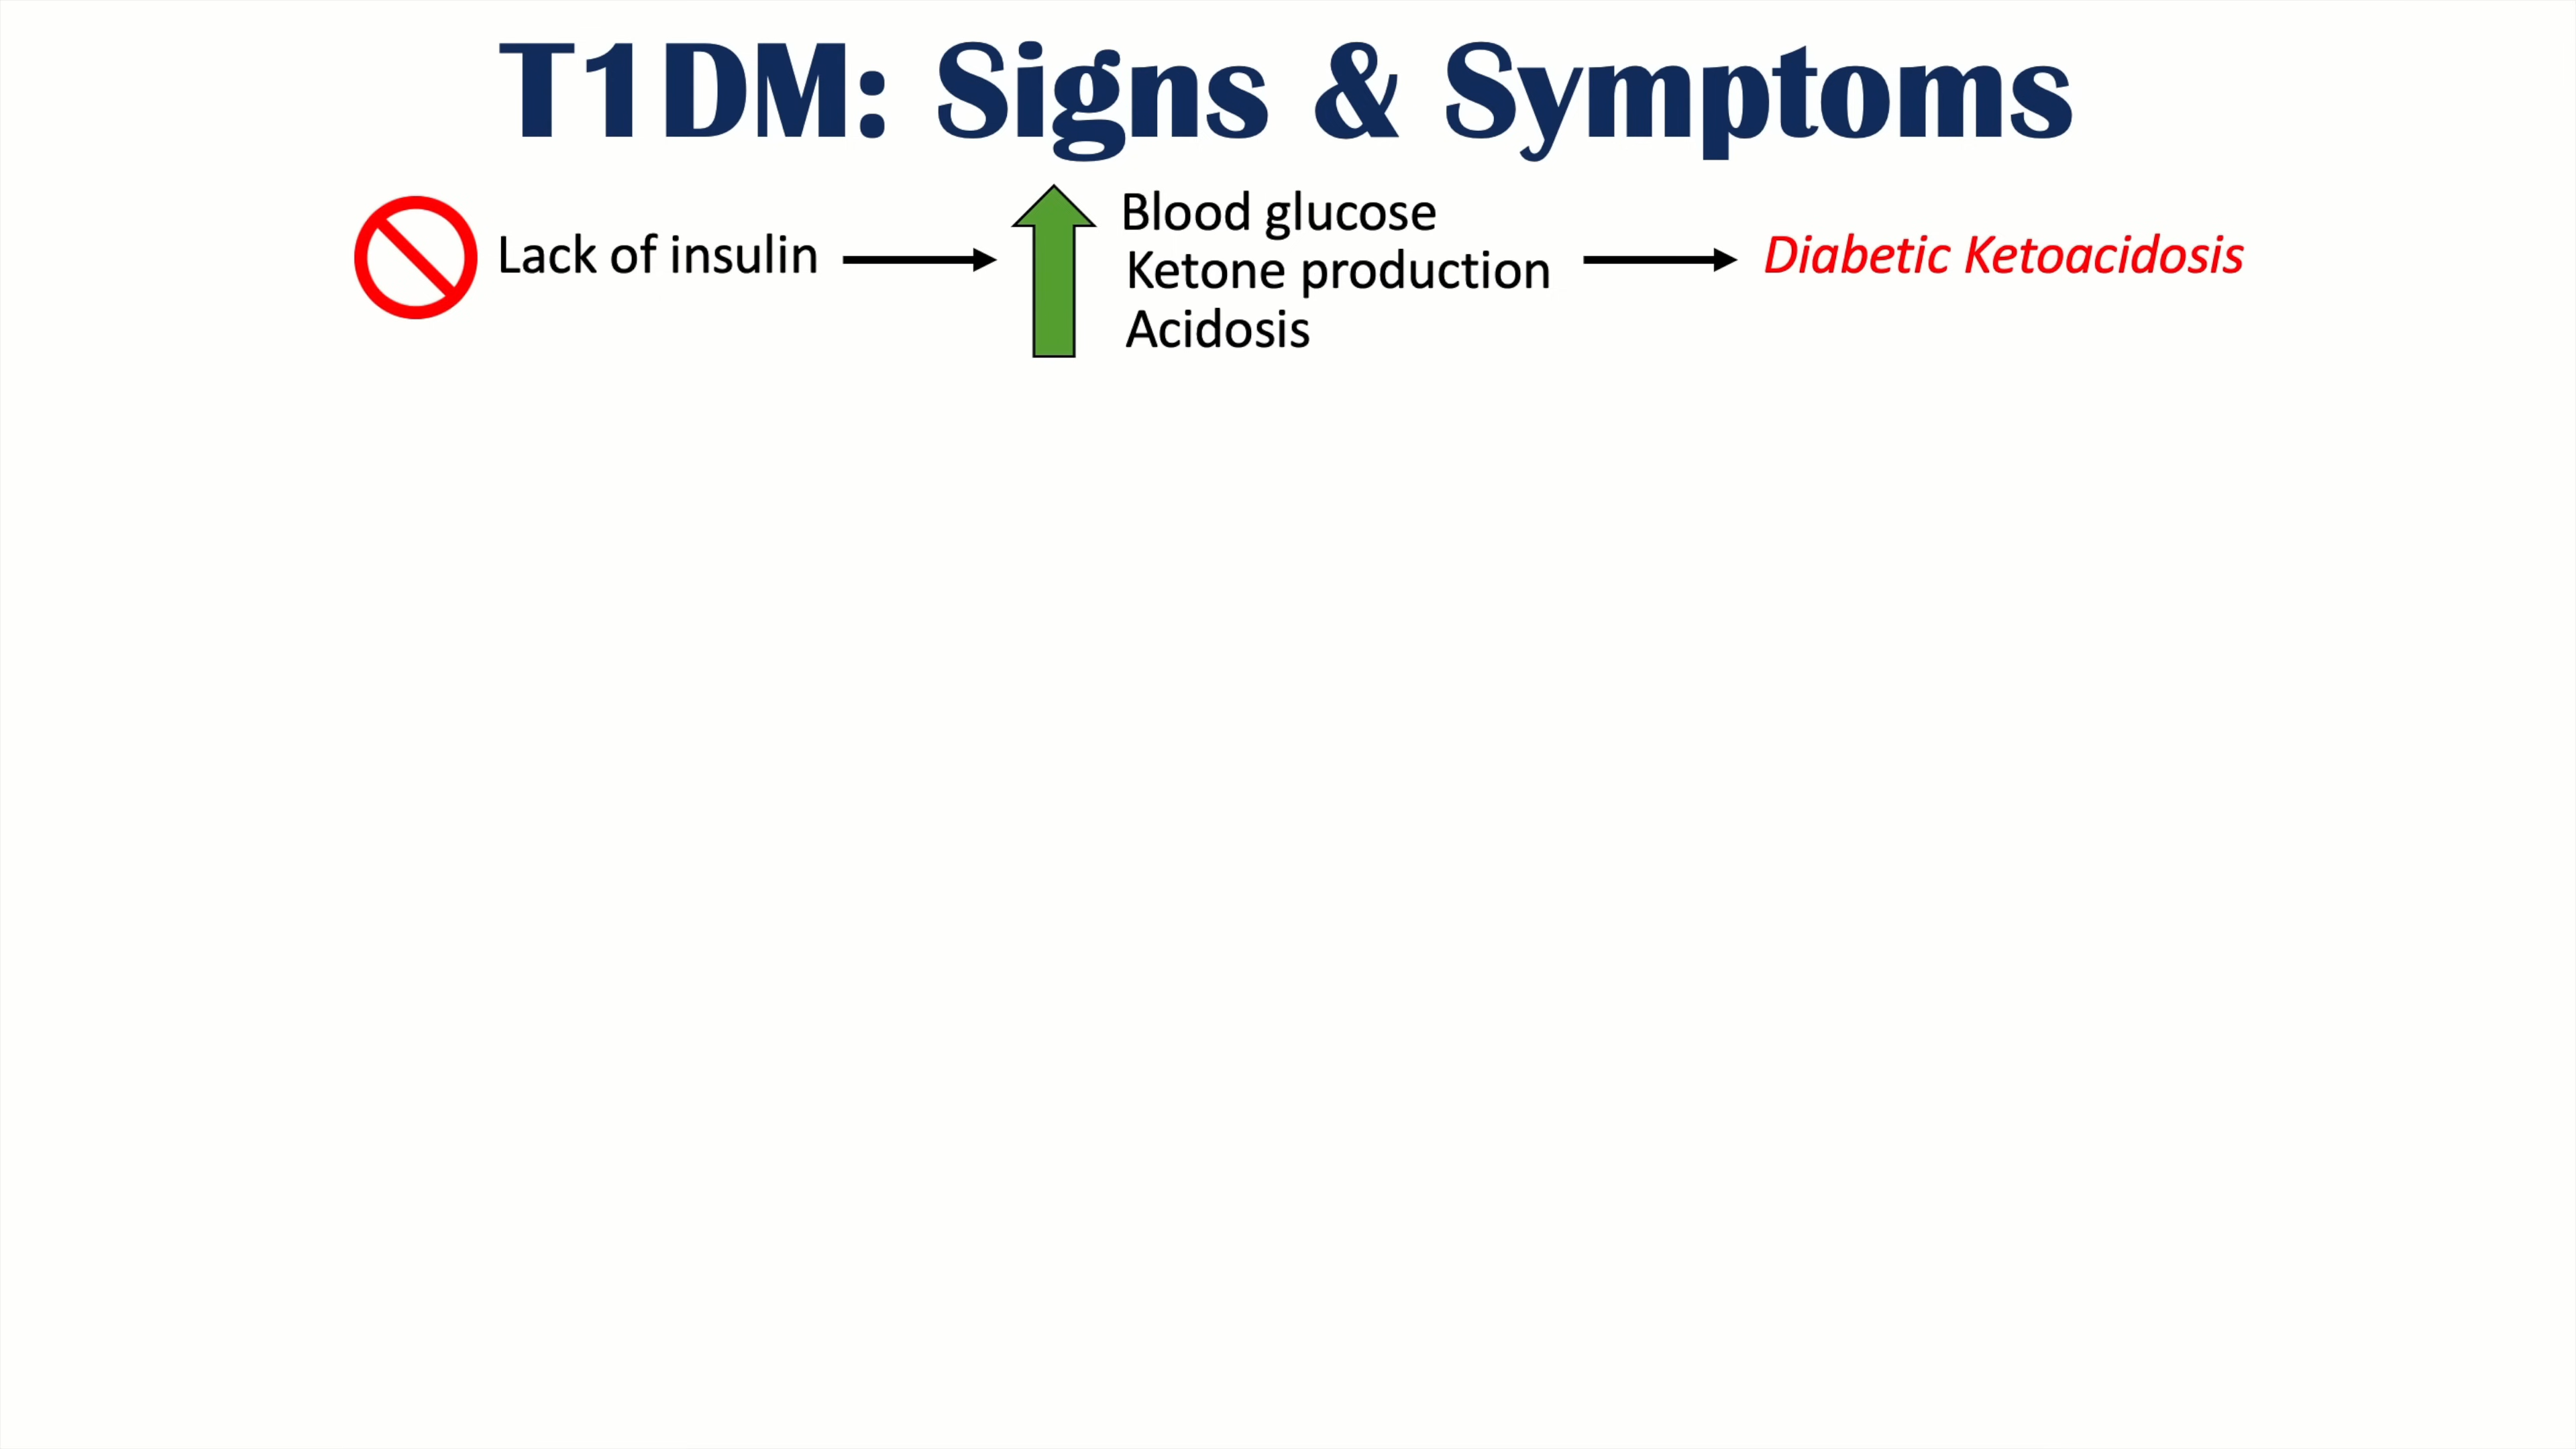 T1DM: Signs & Symptoms
Lack of insulin
Blood glucose
Ketone production
Acidosis
Diabetic Ketoacidosis